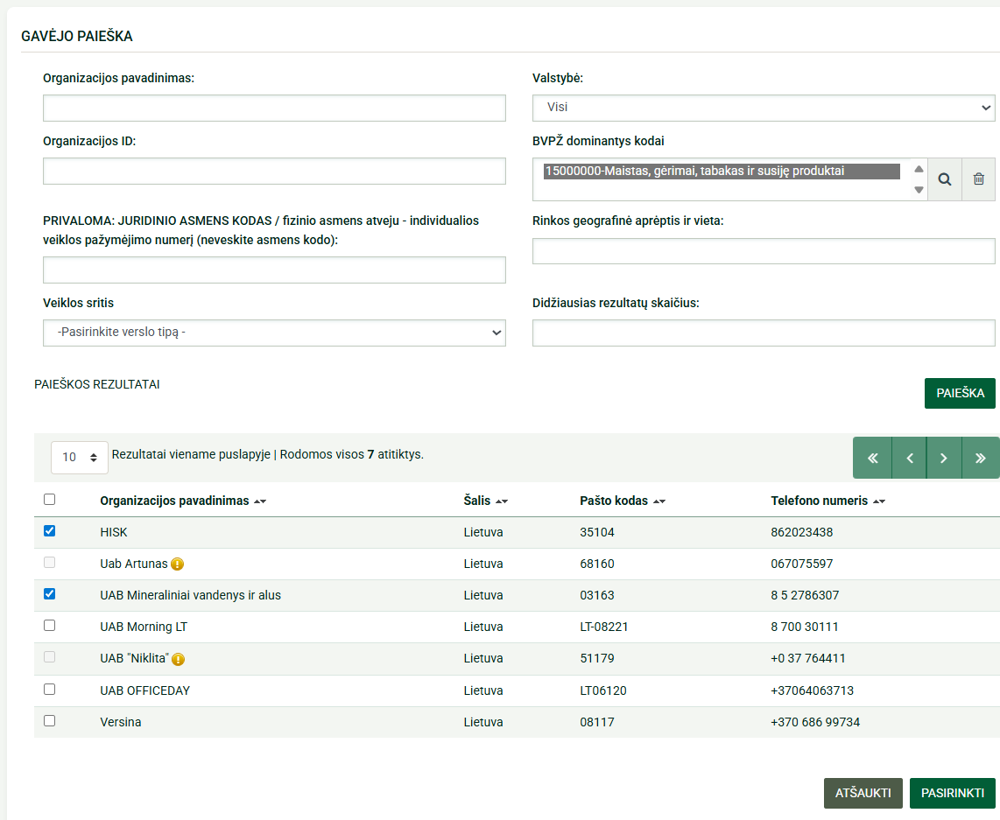 GAVĖJO PAIEŠKA
Organizacijos pavadinimas:
Valstybė:
Visi
Organizacijos ID:
BVPŽ dominantys kodai
15000000-Maistas, gėrimai, tabakas ir susiję produktai
PRIVALOMA: JURIDINIO ASMENS KODAS / fizinio asmens atveju - individualios
veiklos pažymėjimo numerį (neveskite asmens kodo):
Rinkos geografinė aprėptis ir vieta:
Veiklos sritis
-Pasirinkite verslo tipą -
Didžiausias rezultatų skaičius:
PAIEŠKOS REZULTATAI
PAIEŠKA
10 Rezultatai viename puslapyje | Rodomos visos 7 atitiktys.
Organizacijos pavadinimas Šalis Pašto kodas Telefono numeris
HISK Lietuva 35104 862023438
Uab Artunas Lietuva 68160 067075597
UAB Mineraliniai vandenys ir alus Lietuva 03163 8 5 2786307
UAB Morning LT Lietuva LT-08221 8 700 30111
UAB "Niklita" Lietuva 51179 +0 37 764411
UAB OFFICEDAY Lietuva LT06120 +37064063713
Versina Lietuva 08117 +370 686 99734
ATŠAUKTI PASIRINKTI